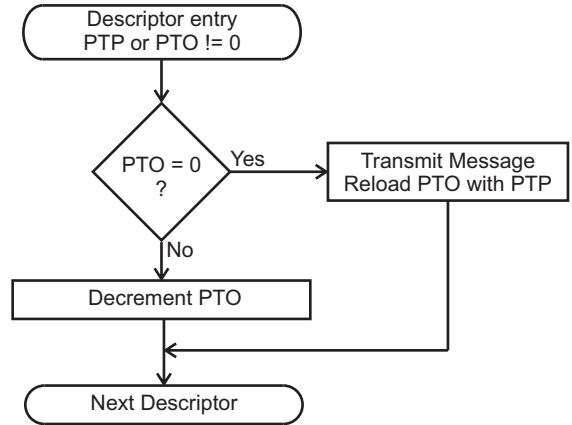 Descriptor entry
PTP or PTO != 0
PTO = 0
?
Yes
Transmit Message
Reload PTO with PTP
No
Decrement PTO
Next Descriptor